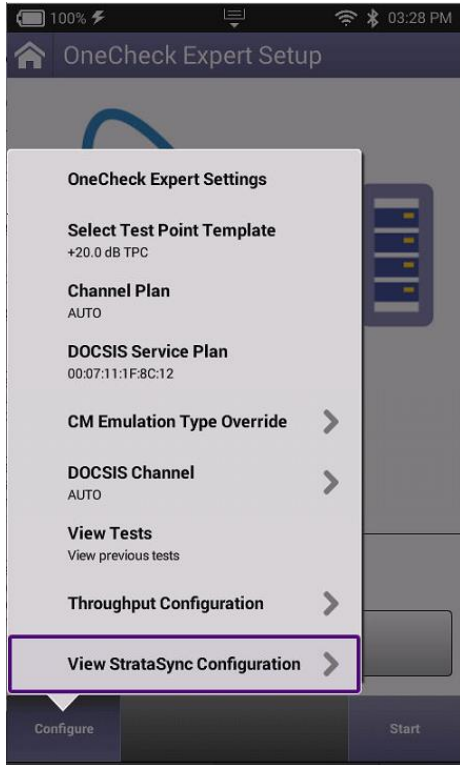 100% 03:28 PM
OneCheck Expert Setup
OneCheck Expert Settings
Select Test Point Template
+20.0 dB TPC
Channel Plan
AUTO
DOCSIS Service Plan
00:07:11:1F:8C:12
CM Emulation Type Override
DOCSIS Channel
AUTO
View Tests
View previous tests
Throughput Configuration
View StrataSync Configuration
Configure Start